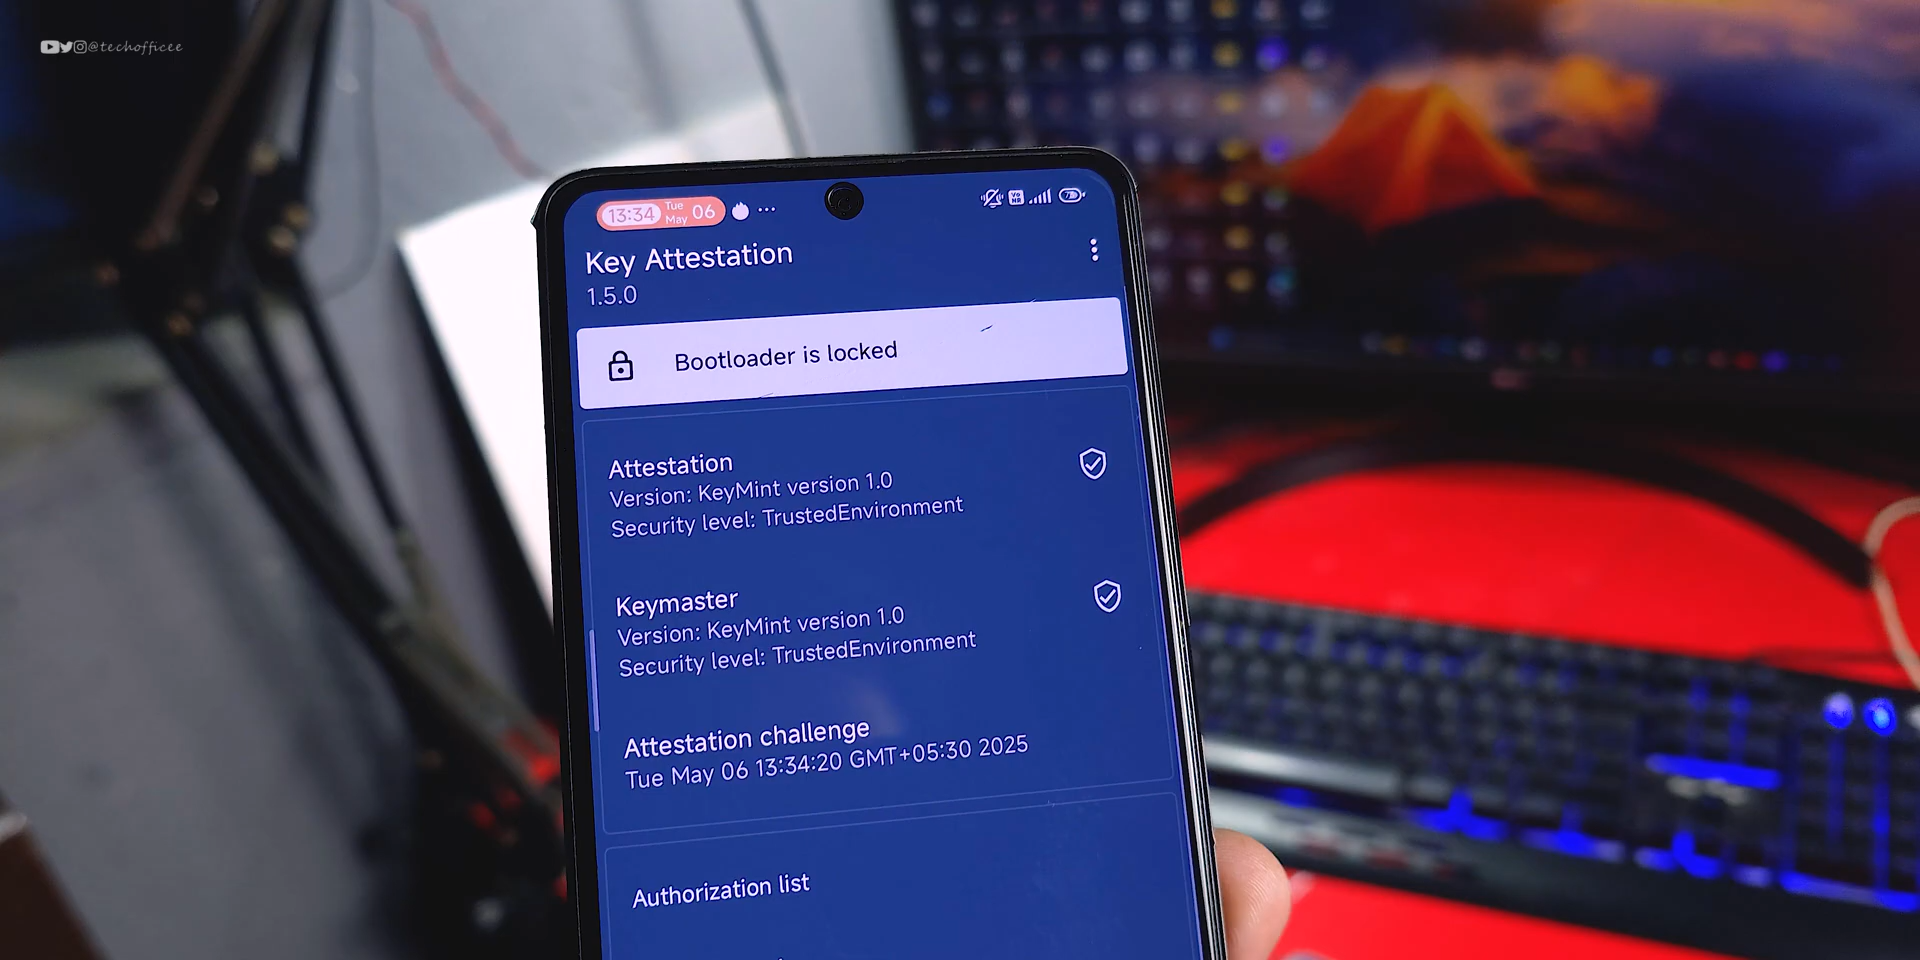 @techofficee
13:34 Tue May 06
Key Attestation
1.5.0
Bootloader is locked
Attestation
Version: KeyMint version 1.0
Security level: TrustedEnvironment
Keymaster
Version: KeyMint version 1.0
Security level: TrustedEnvironment
Attestation challenge
Tue May 06 13:34:20 GMT+05:30 2025
Authorization list